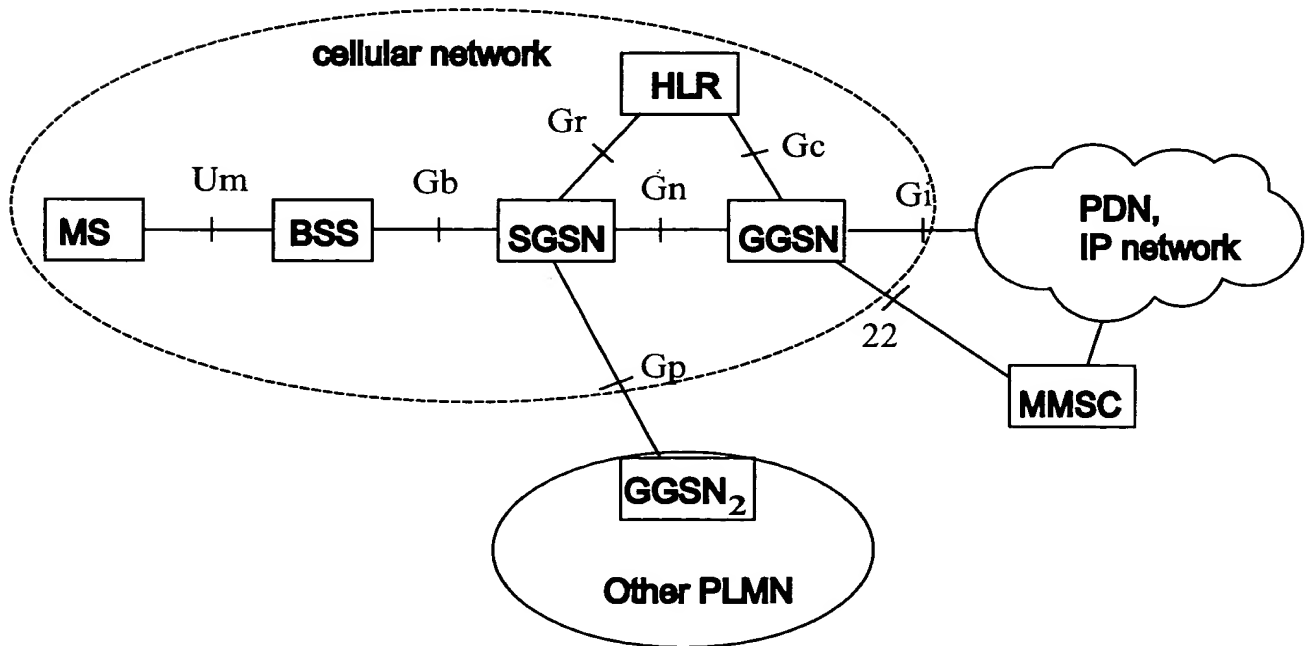 cellular network
HLR
Gr
Gc
Um
Gb
Gn
Gi
MS
BSS
SGSN
GGSN
PDN,
IP network
22
Gp
MMSC
GGSN₂
Other PLMN